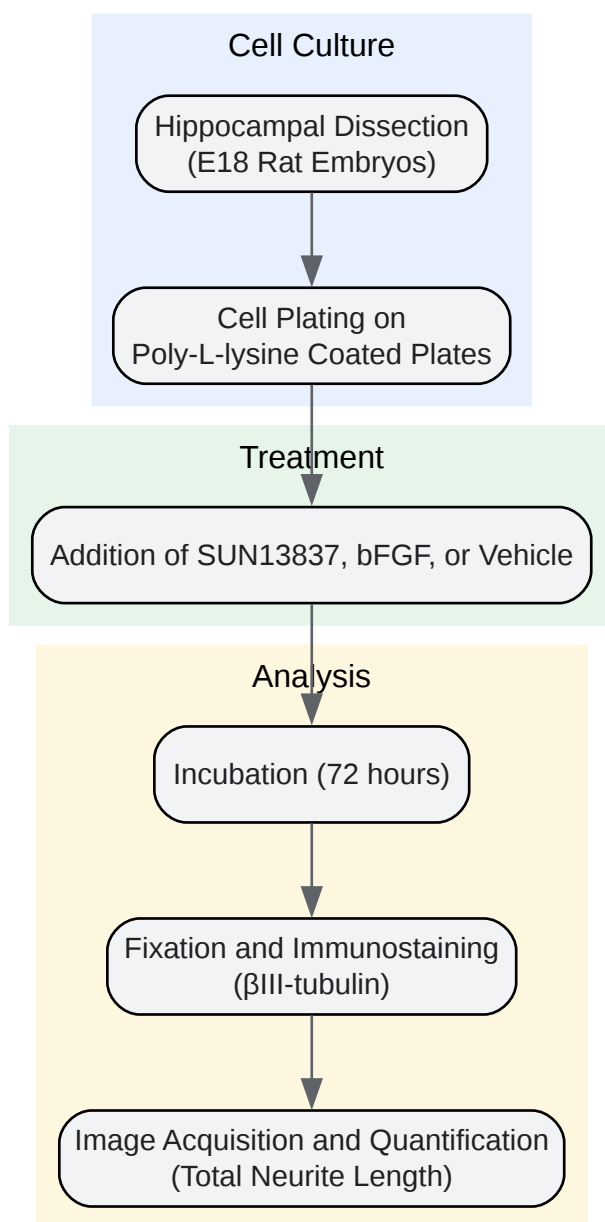 Cell Culture
Hippocampal Dissection
(E18 Rat Embryos)
Cell Plating on
Poly-L-lysine Coated Plates
Treatment
Addition of SUN13837, bFGF, or Vehicle
Analysis
Incubation (72 hours)
Fixation and Immunostaining
(βIII-tubulin)
Image Acquisition and Quantification
(Total Neurite Length)